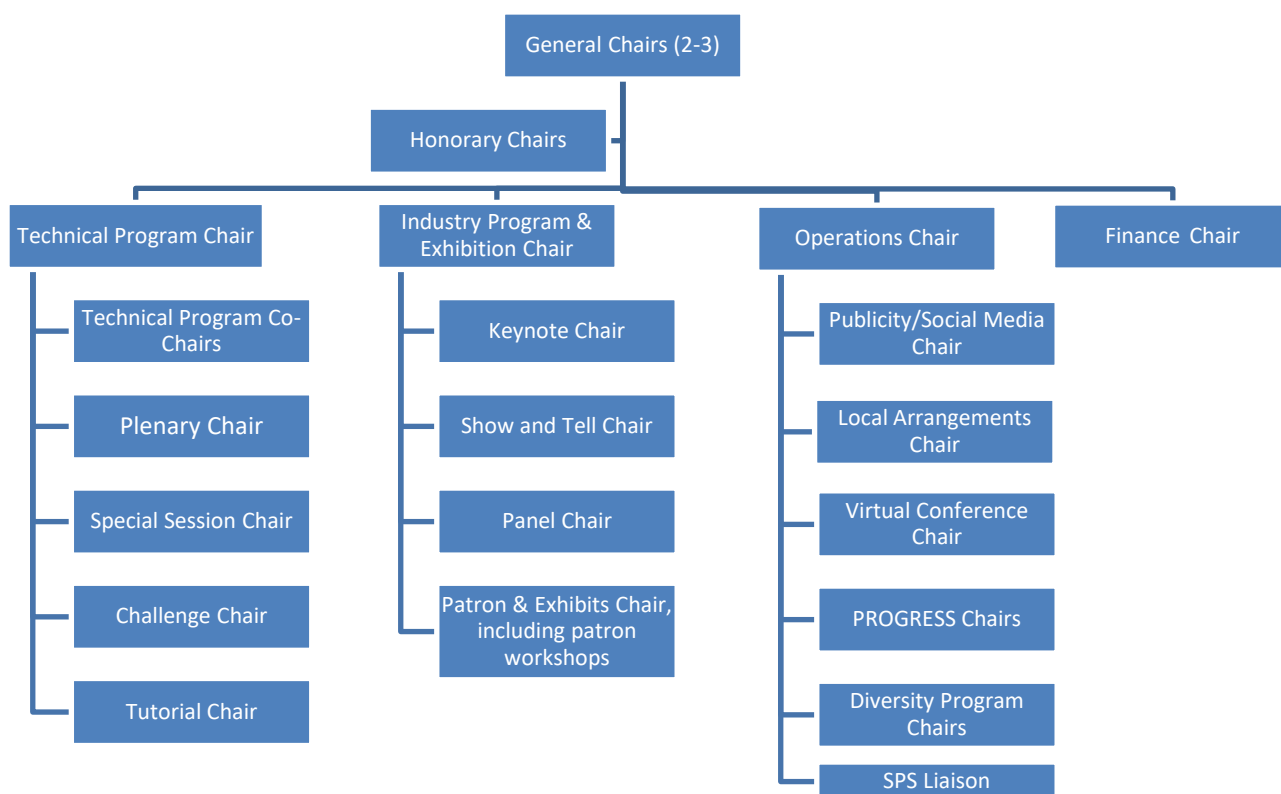 General Chairs (2-3)
Honorary Chairs
Technical Program Chair
Industry Program &
Exhibition Chair
Operations Chair
Finance Chair
Technical Program Co-
Chairs
Plenary Chair
Special Session Chair
Challenge Chair
Tutorial Chair
Keynote Chair
Show and Tell Chair
Panel Chair
Patron & Exhibits Chair,
including patron
workshops
Publicity/Social Media
Chair
Local Arrangements
Chair
Virtual Conference
Chair
PROGRESS Chairs
Diversity Program
Chairs
SPS Liaison